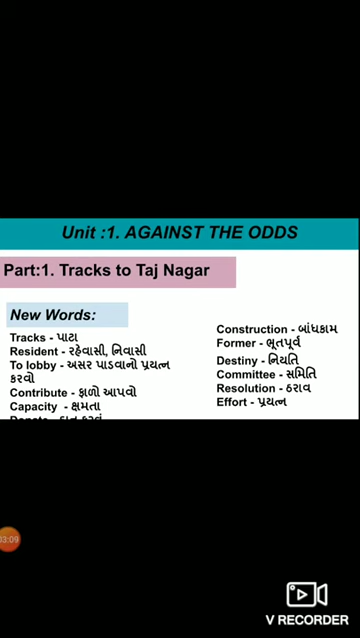 Unit :1. AGAINST THE ODDS
Part:1. Tracks to Taj Nagar
New Words:
Tracks - પાટા
Resident - રહેવાસી, નિવાસી
To lobby - અસર પાડવાનો પ્રયત્ન
કરવો
Contribute - ફાળો આપવો
Capacity - ક્ષમતા
Construction - બાંધકામ
Former - ભૂતપૂર્વ
Destiny - નિયતિ
Committee - સમિતિ
Resolution - ઠરાવ
Effort - પ્રયત્ન
03:09
V RECORDER